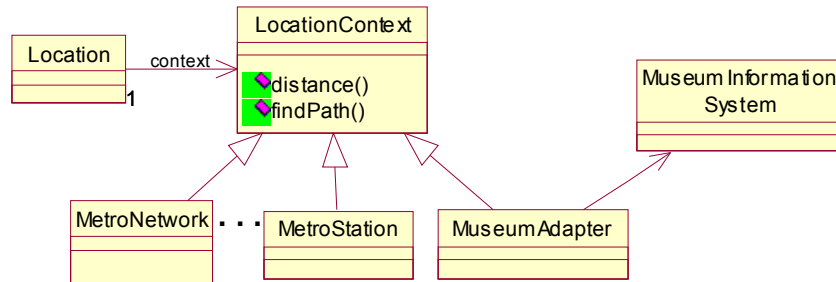 LocationContext
Location
context
1
distance()
findPath()
Museum Information
System
MetroNetwork
...
MetroStation
MuseumAdapter